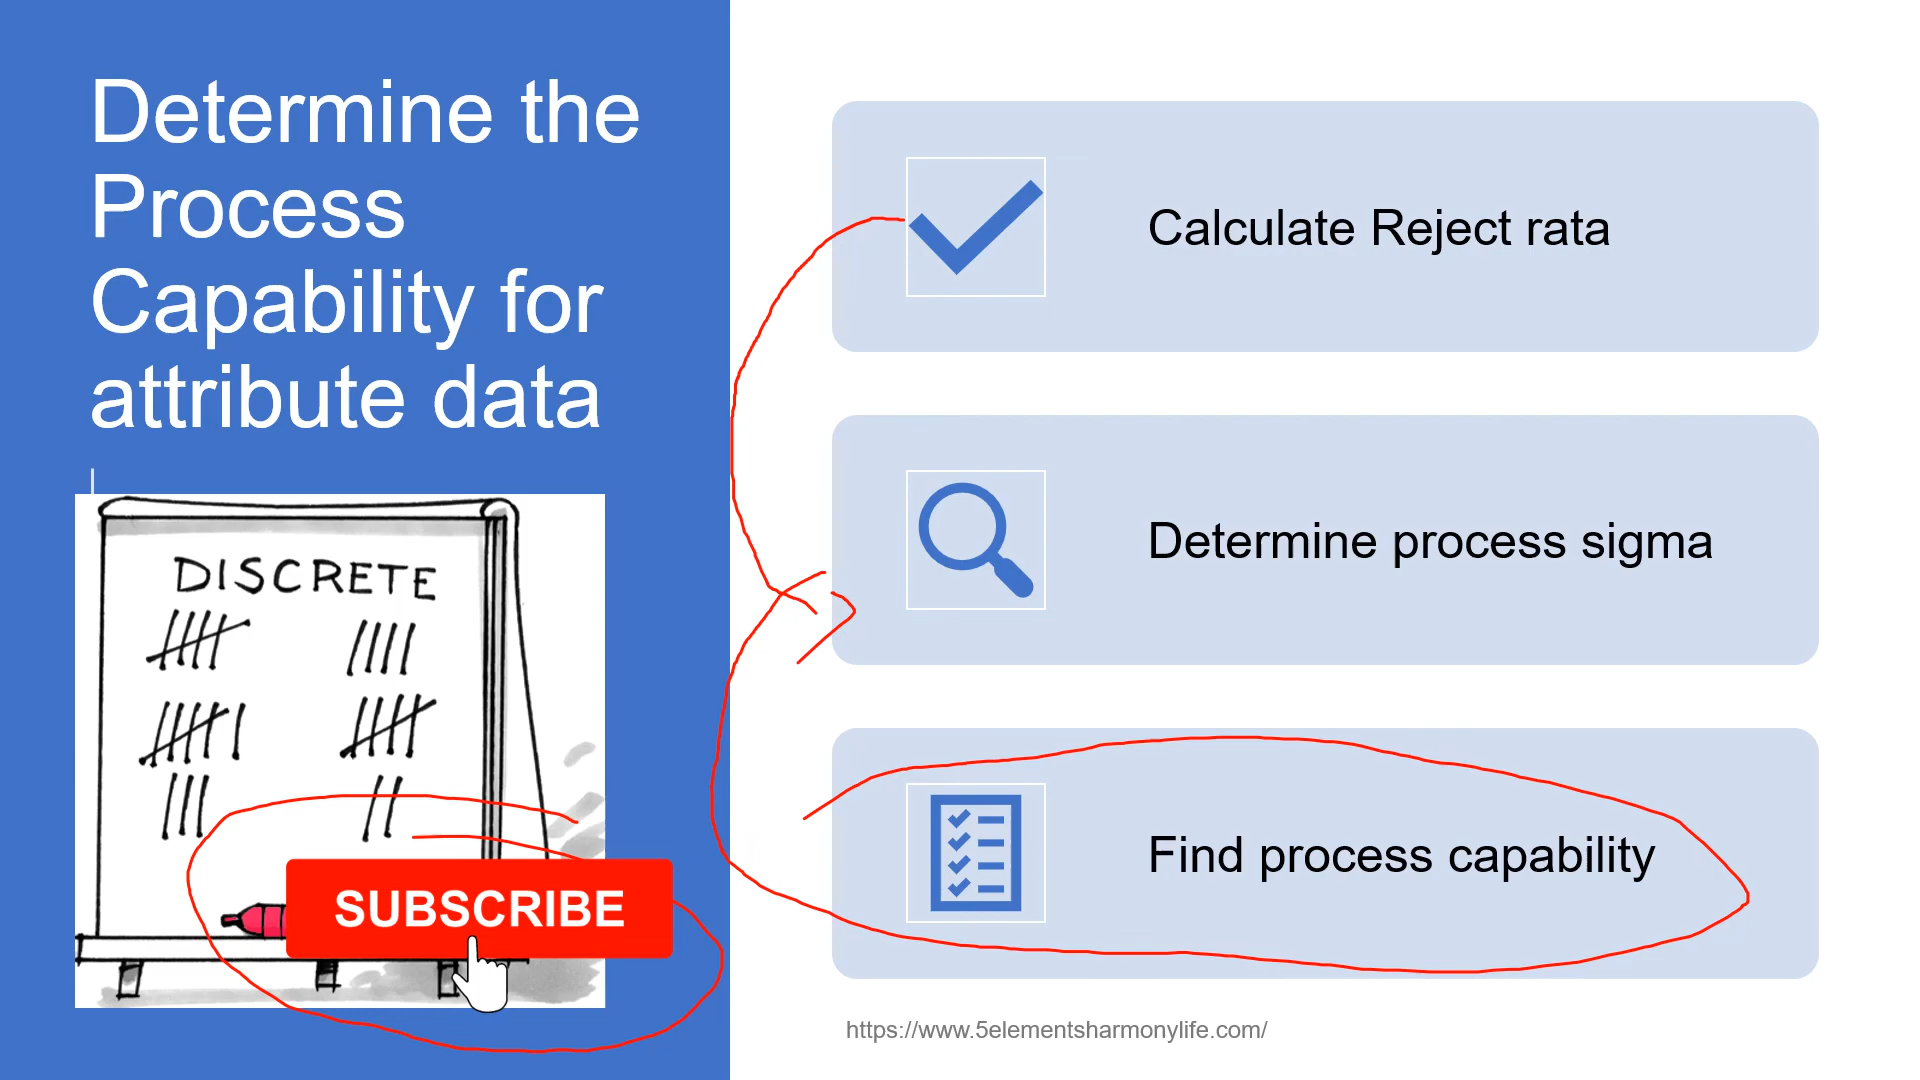 Determine the
Process
Capability for
attribute data
DISCRETE
SUBSCRIBE
Calculate Reject rata
Determine process sigma
Find process capability
https://www.5elementsharmonylife.com/